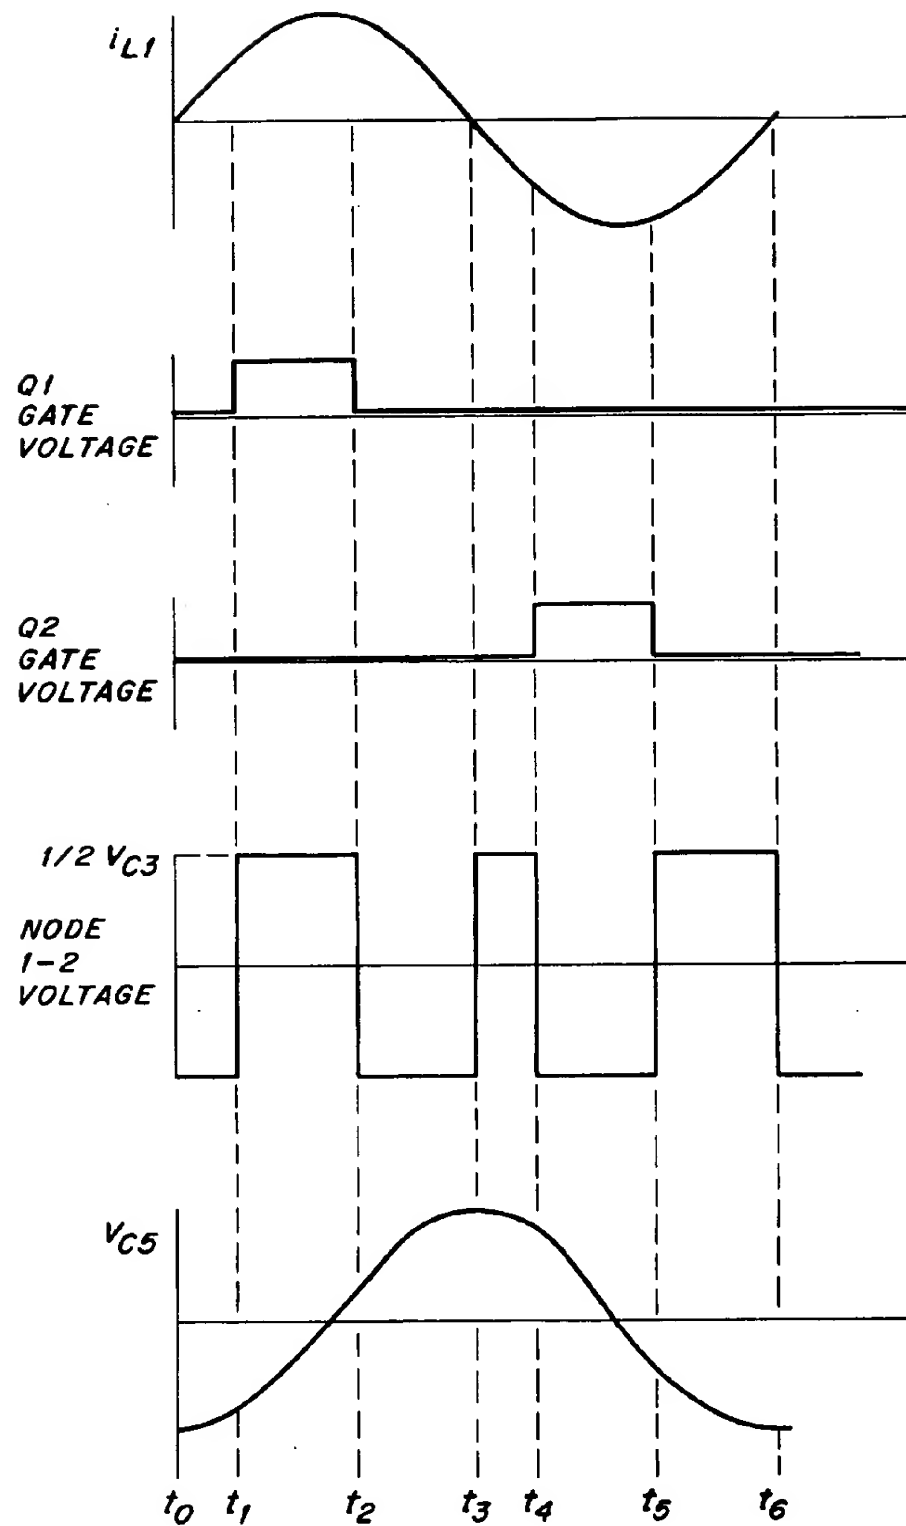 iL1
Q1
GATE
VOLTAGE
Q2
GATE
VOLTAGE
1/2 VC3
NODE
1-2
VOLTAGE
VC5
t0 t1 t2 t3 t4 t5 t6